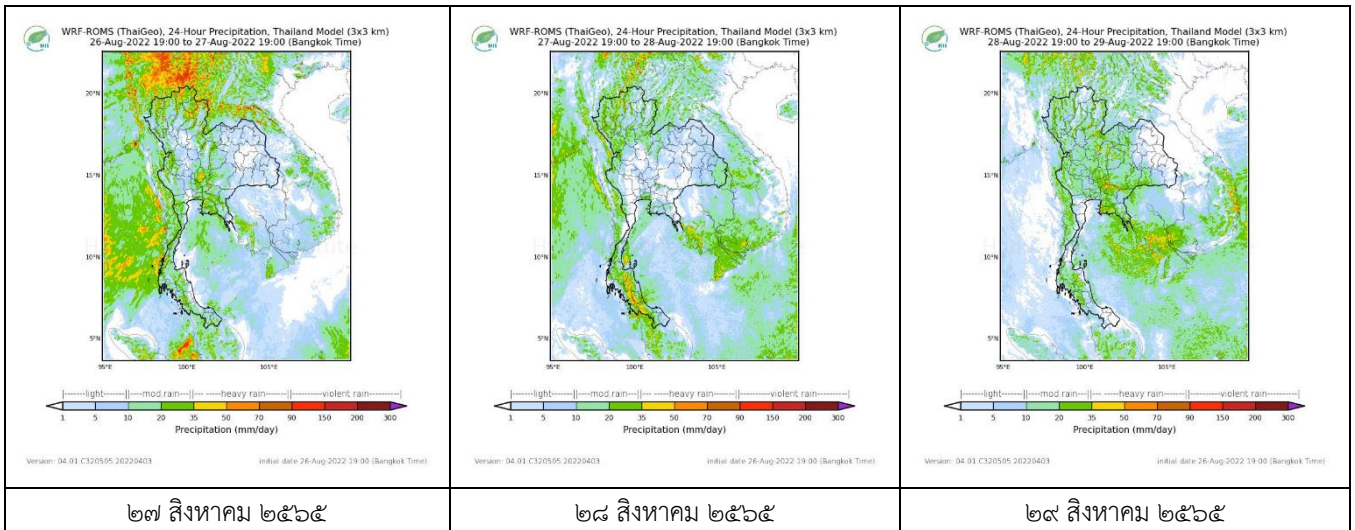 HII
WRF-ROMS (ThaiGeo), 24-Hour Precipitation, Thailand Model (3x3 km)
26-Aug-2022 19:00 to 27-Aug-2022 19:00 (Bangkok Time)
20°N
15°N
10°N
5°N
95°E 100°E 105°E
|------light------||---mod.rain---||--- ----heavy rain---||------violent rain-------|
1 5 10 20 35 50 70 90 150 200 300
Precipitation (mm/day)
Version: 04.01.C320505.20220403 initial date 26-Aug-2022 19:00 (Bangkok Time)
๒๗ สิงหาคม ๒๕๖๕
HII
WRF-ROMS (ThaiGeo), 24-Hour Precipitation, Thailand Model (3x3 km)
27-Aug-2022 19:00 to 28-Aug-2022 19:00 (Bangkok Time)
20°N
15°N
10°N
5°N
95°E 100°E 105°E
|------light------||---mod.rain---||--- ----heavy rain---||------violent rain-------|
1 5 10 20 35 50 70 90 150 200 300
Precipitation (mm/day)
Version: 04.01.C320505.20220403 initial date 26-Aug-2022 19:00 (Bangkok Time)
๒๘ สิงหาคม ๒๕๖๕
HII
WRF-ROMS (ThaiGeo), 24-Hour Precipitation, Thailand Model (3x3 km)
28-Aug-2022 19:00 to 29-Aug-2022 19:00 (Bangkok Time)
20°N
15°N
10°N
5°N
95°E 100°E 105°E
|------light------||---mod.rain---||--- ----heavy rain---||------violent rain-------|
1 5 10 20 35 50 70 90 150 200 300
Precipitation (mm/day)
Version: 04.01.C320505.20220403 initial date 26-Aug-2022 19:00 (Bangkok Time)
๒๙ สิงหาคม ๒๕๖๕